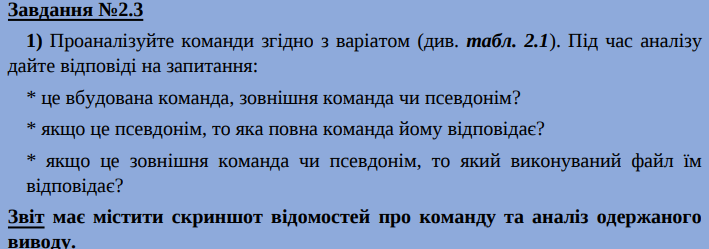 Завдання №2.3
1) Проаналізуйте команди згідно з варіатом (див. табл. 2.1). Під час аналізу
дайте відповіді на запитання:
* це вбудована команда, зовнішня команда чи псевдонім?
* якщо це псевдонім, то яка повна команда йому відповідає?
* якщо це зовнішня команда чи псевдонім, то який виконуваний файл їм
відповідає?
Звіт має містити скриншот відомостей про команду та аналіз одержаного
виводу.